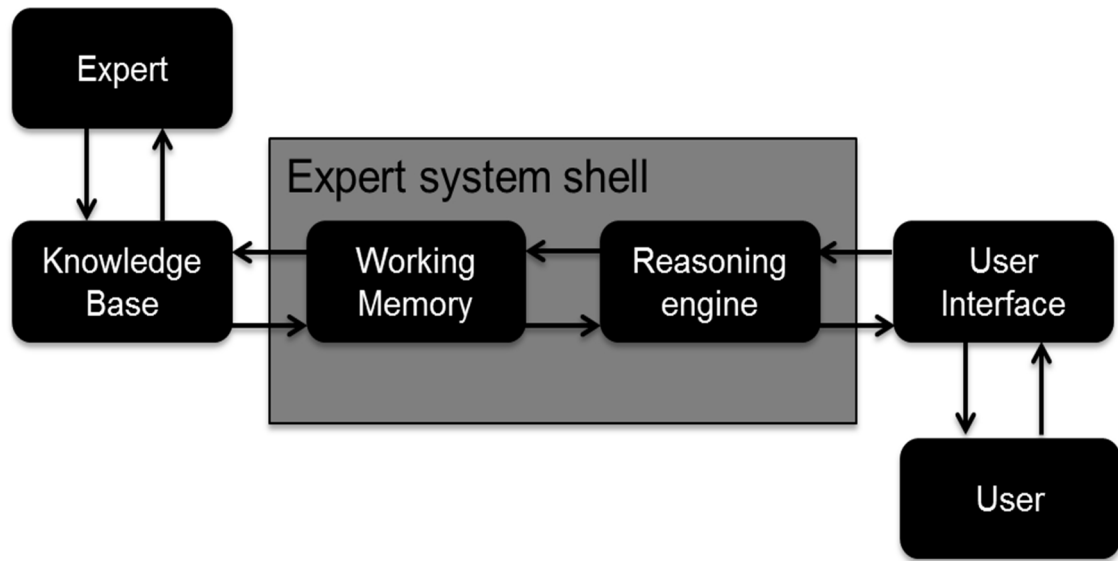 Expert
Expert system shell
Knowledge
Base
Working
Memory
Reasoning
engine
User
Interface
User